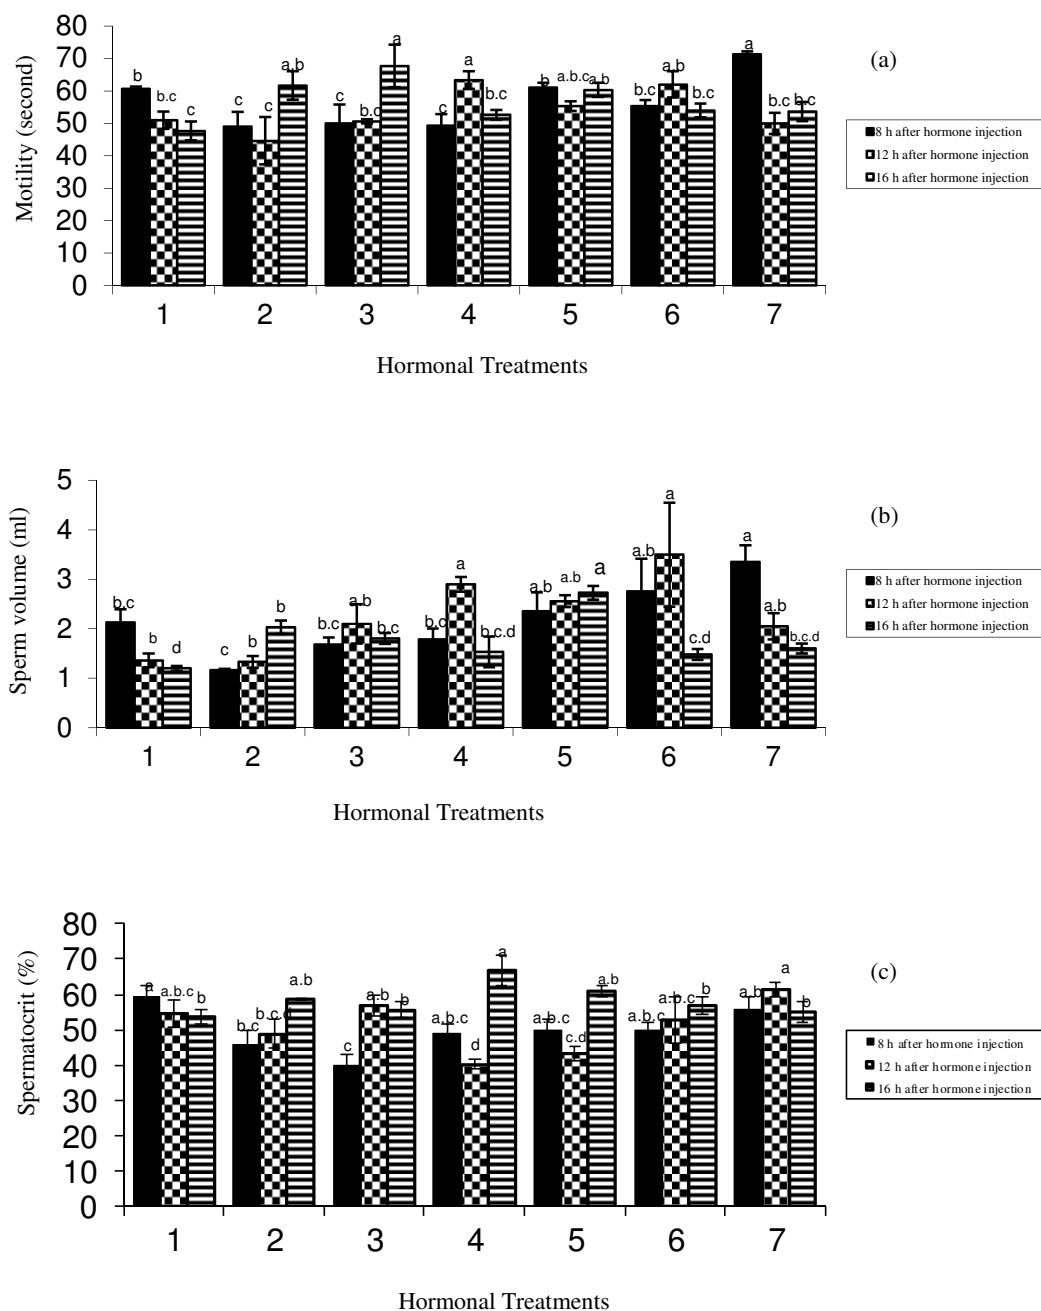 80
70
60
50
40
30
20
10
0
Motility (second)
b b.c c
c c a.b
c b.c a
c a b.c
b a.b.c a.b
b.c a.b b.c
a b.c b.c
1 2 3 4 5 6 7
Hormonal Treatments
(a)
8 h after hormone injection
12 h after hormone injection
16 h after hormone injection
5
4
3
2
1
0
Sperm volume (ml)
b.c b d
c b b
b.c a.b b.c
b.c a b.c.d
a.b a.b a
a.b a c.d
a a.b b.c.d
1 2 3 4 5 6 7
Hormonal Treatments
(b)
8 h after hormone injection
12 h after hormone injection
16 h after hormone injection
80
70
60
50
40
30
20
10
0
Spermatocrit (%)
a a.b.c b
b.c b.c.d a.b
c a.b b
a.b.c d a
a.b.c c.d a.b
a.b.c a.b.c b
a.b a b
1 2 3 4 5 6 7
Hormonal Treatments
(c)
8 h after hormone injection
12 h after hormone injection
16 h after hormone injection